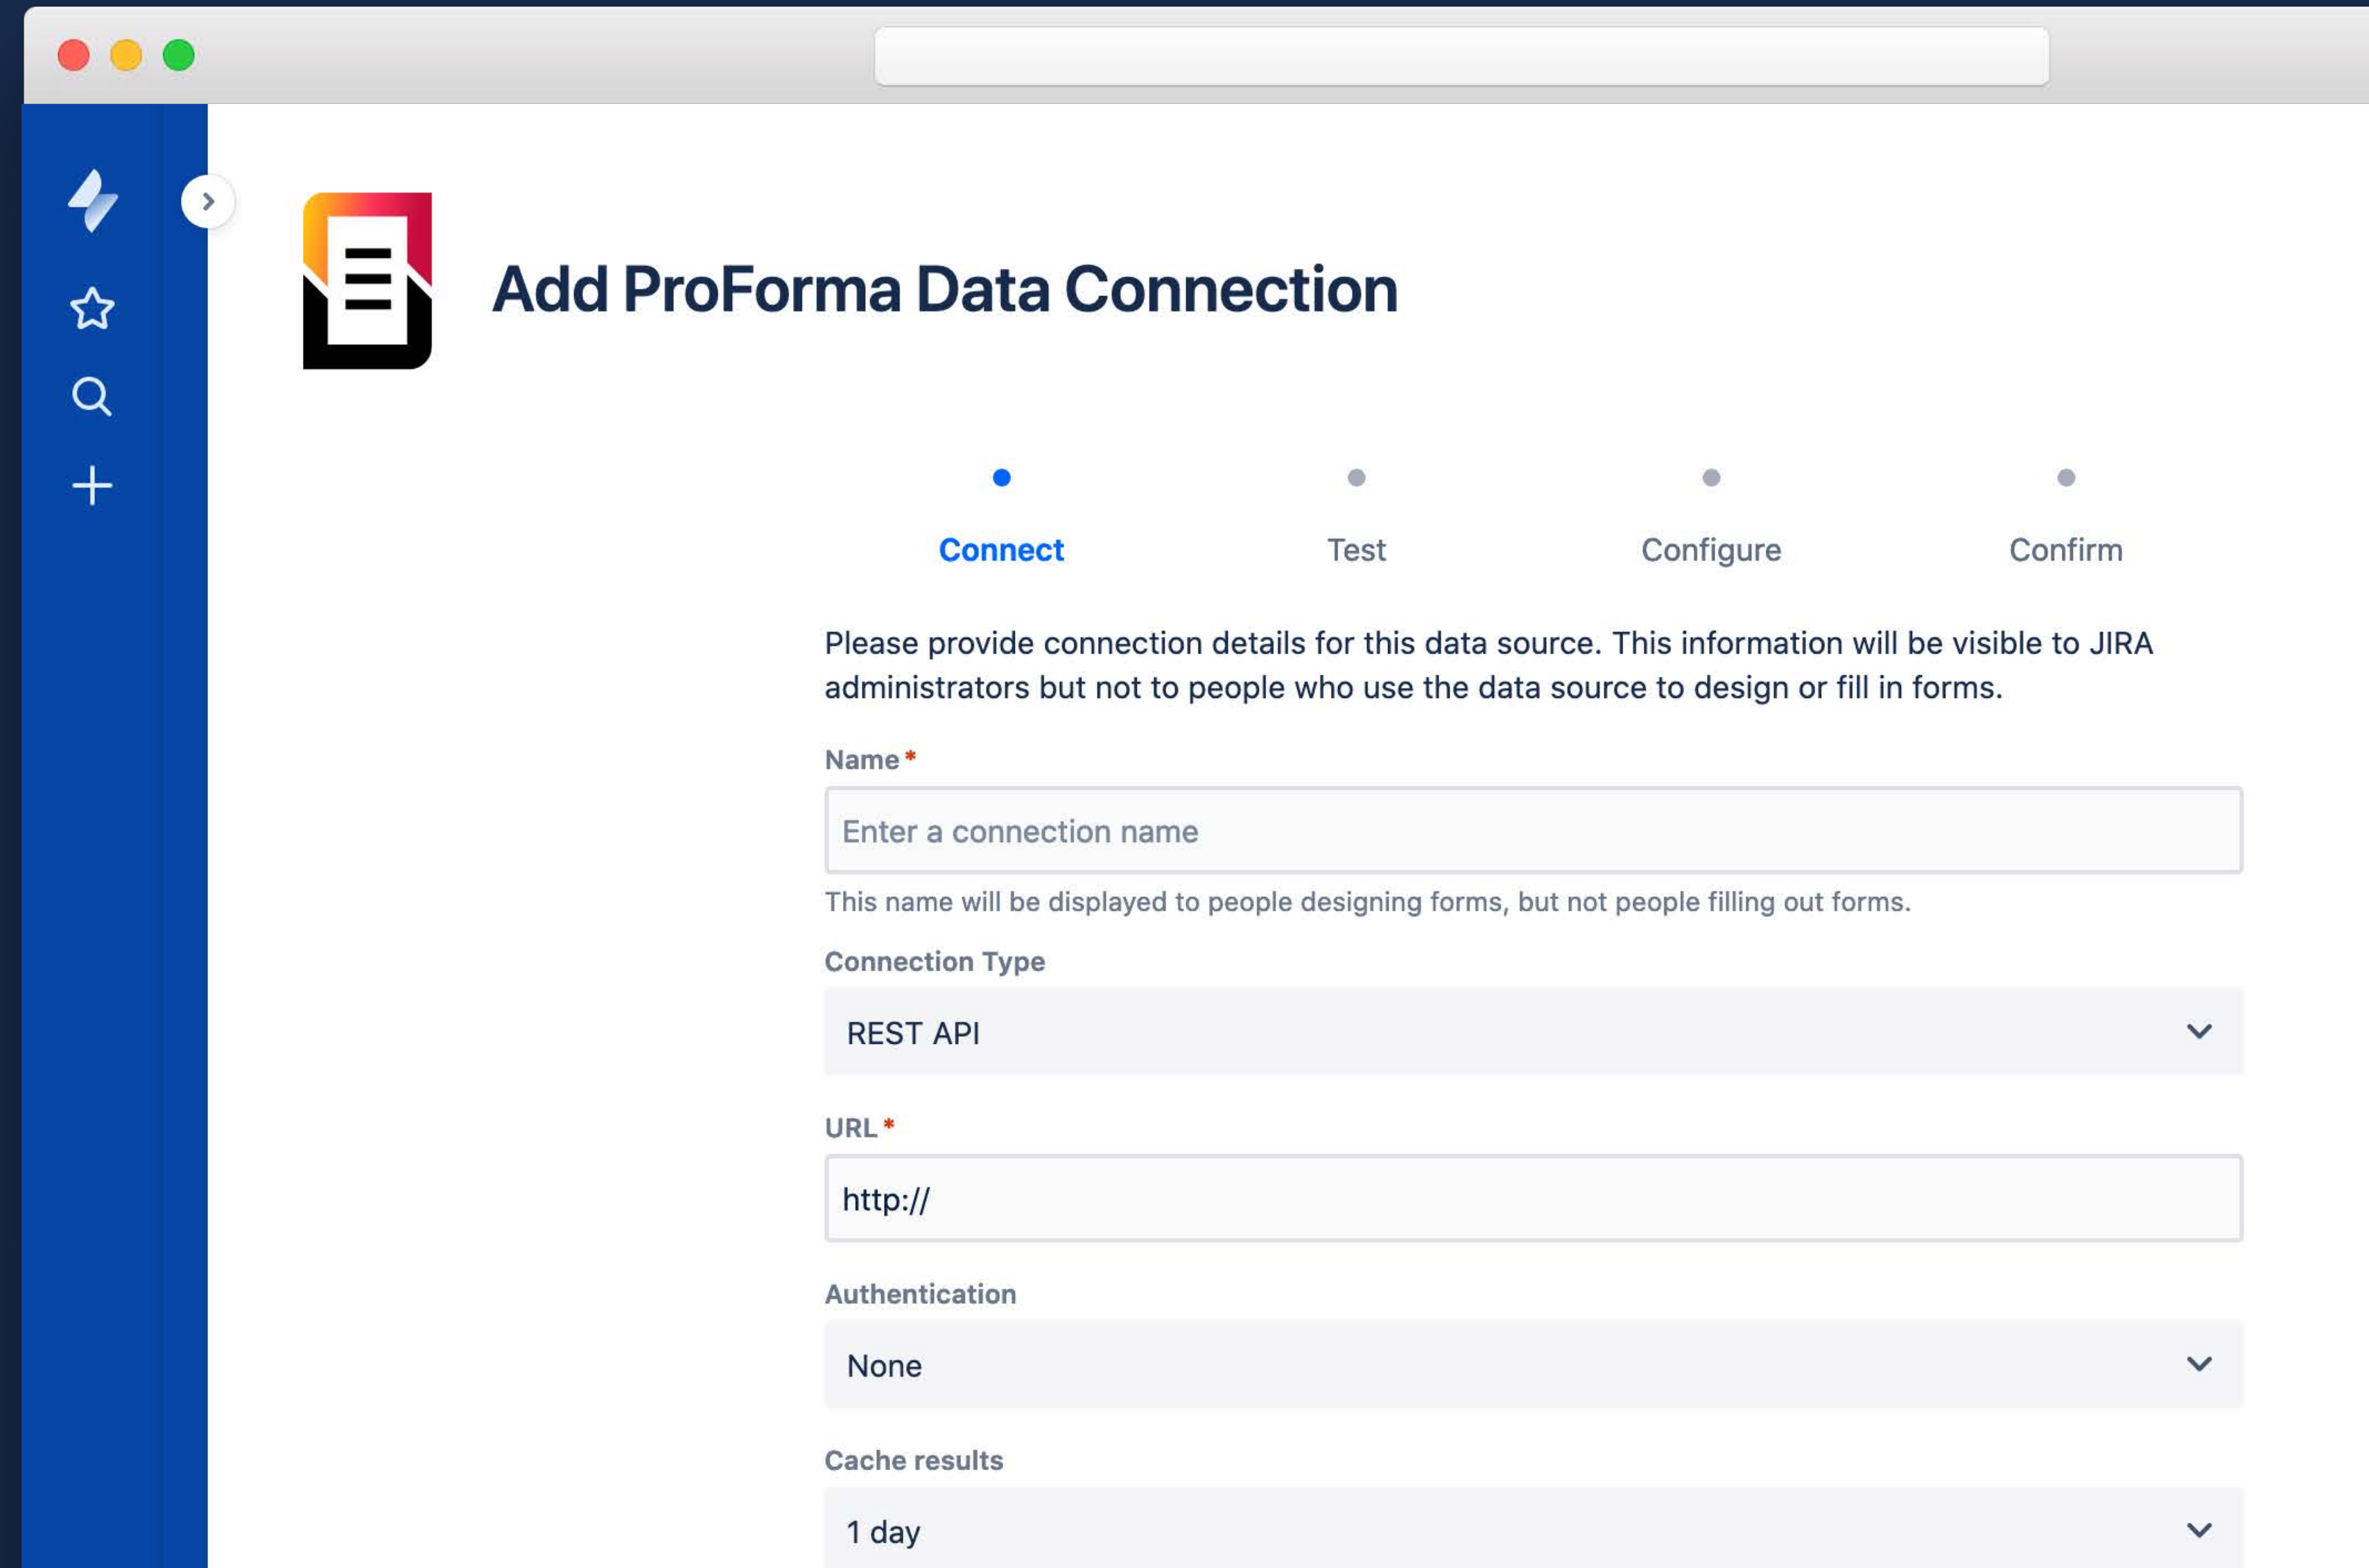 Add ProForma Data Connection
Connect
Test
Configure
Confirm
Please provide connection details for this data source. This information will be visible to JIRA
administrators but not to people who use the data source to design or fill in forms.
Name *
Enter a connection name
This name will be displayed to people designing forms, but not people filling out forms.
Connection Type
REST API
URL *
http://
Authentication
None
Cache results
1 day